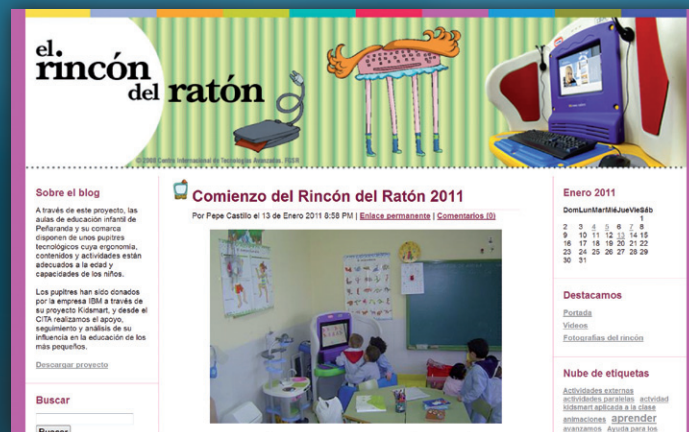 el
rincón
del ratón
© 2008 Centro Internacional de Tecnologías Avanzadas. FGSR
Sobre el blog
A través de este proyecto, las
aulas de educación infantil de
Peñaranda y su comarca
disponen de unos pupitres
tecnológicos cuya ergonomía,
contenidos y actividades están
adecuados a la edad y
capacidades de los niños.
Los pupitres han sido donados
por la empresa IBM a través de
su proyecto Kidsmart, y desde el
CITA realizamos el apoyo,
seguimiento y análisis de su
influencia en la educación de los
más pequeños.
Descargar proyecto
Buscar
Buscar
Comienzo del Rincón del Ratón 2011
Por Pepe Castillo el 13 de Enero 2011 8:58 PM | Enlace permanente | Comentarios (0)
Enero 2011
DomLunMarMiéJueVieSáb
1
2 3 4 5 6 7 8
9 10 11 12 13 14 15
16 17 18 19 20 21 22
23 24 25 26 27 28 29
30 31
Destacamos
Portada
Videos
Fotografías del rincón
Nube de etiquetas
Actividades externas
actividades paralelas actvidad
kidsmart aplicada a la clase
animaciones aprender
avanzamos Ayuda para los